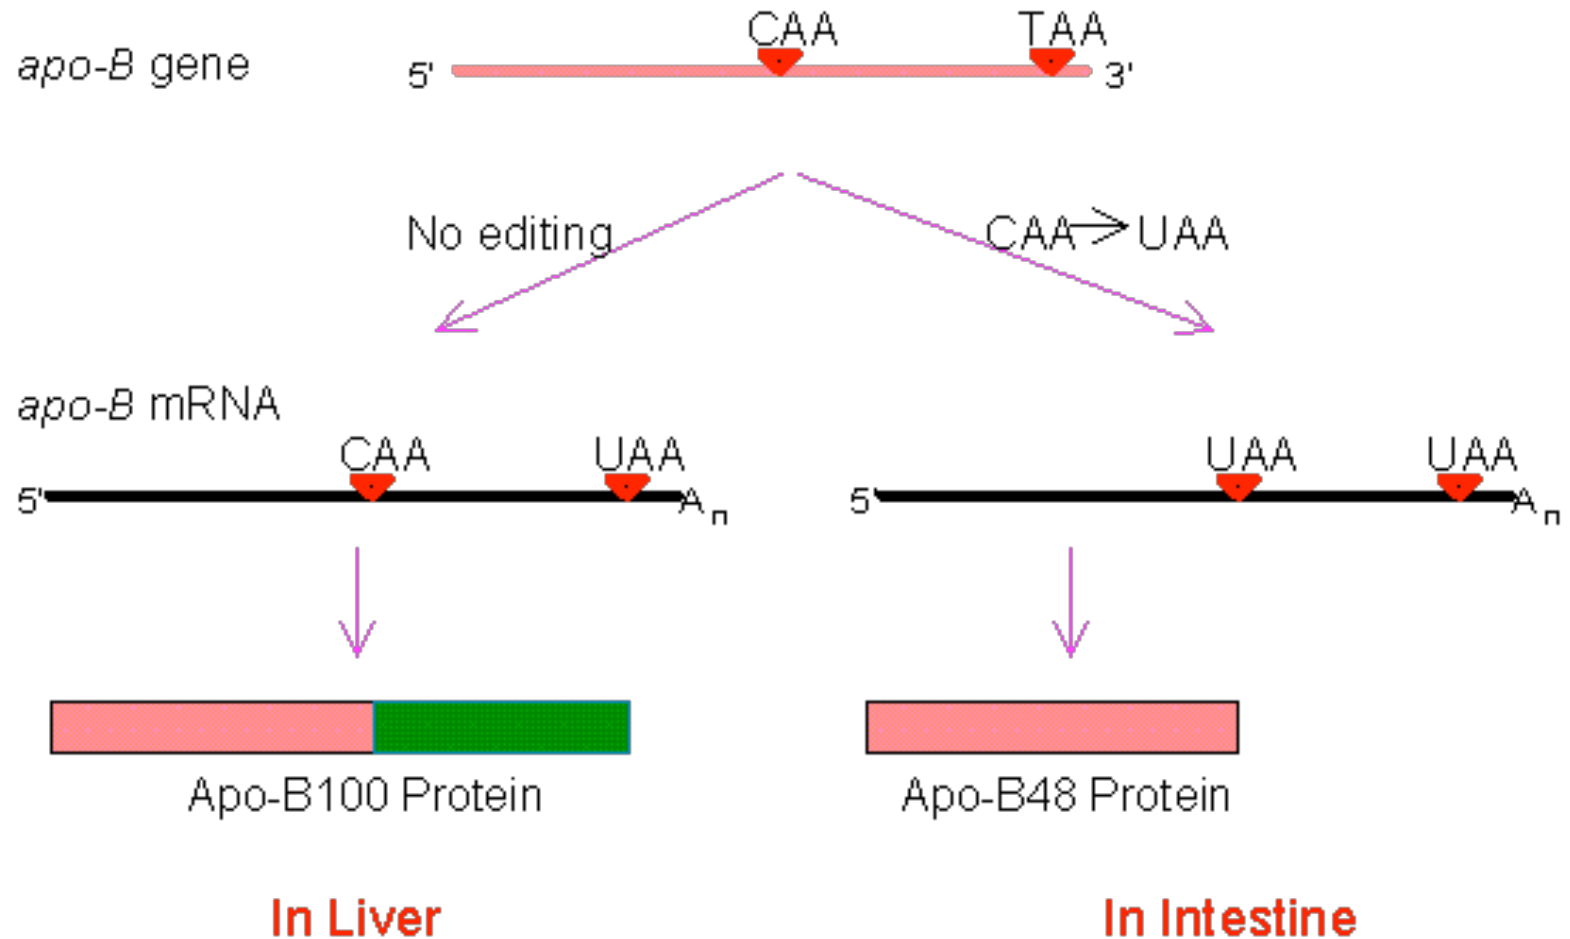 CAA TAA
apo-B gene 5' 3'
No editing CAA → UAA
apo-B mRNA
CAA UAA UAA UAA
5' An 5' An
Apo-B100 Protein Apo-B48 Protein
In Liver In Intestine